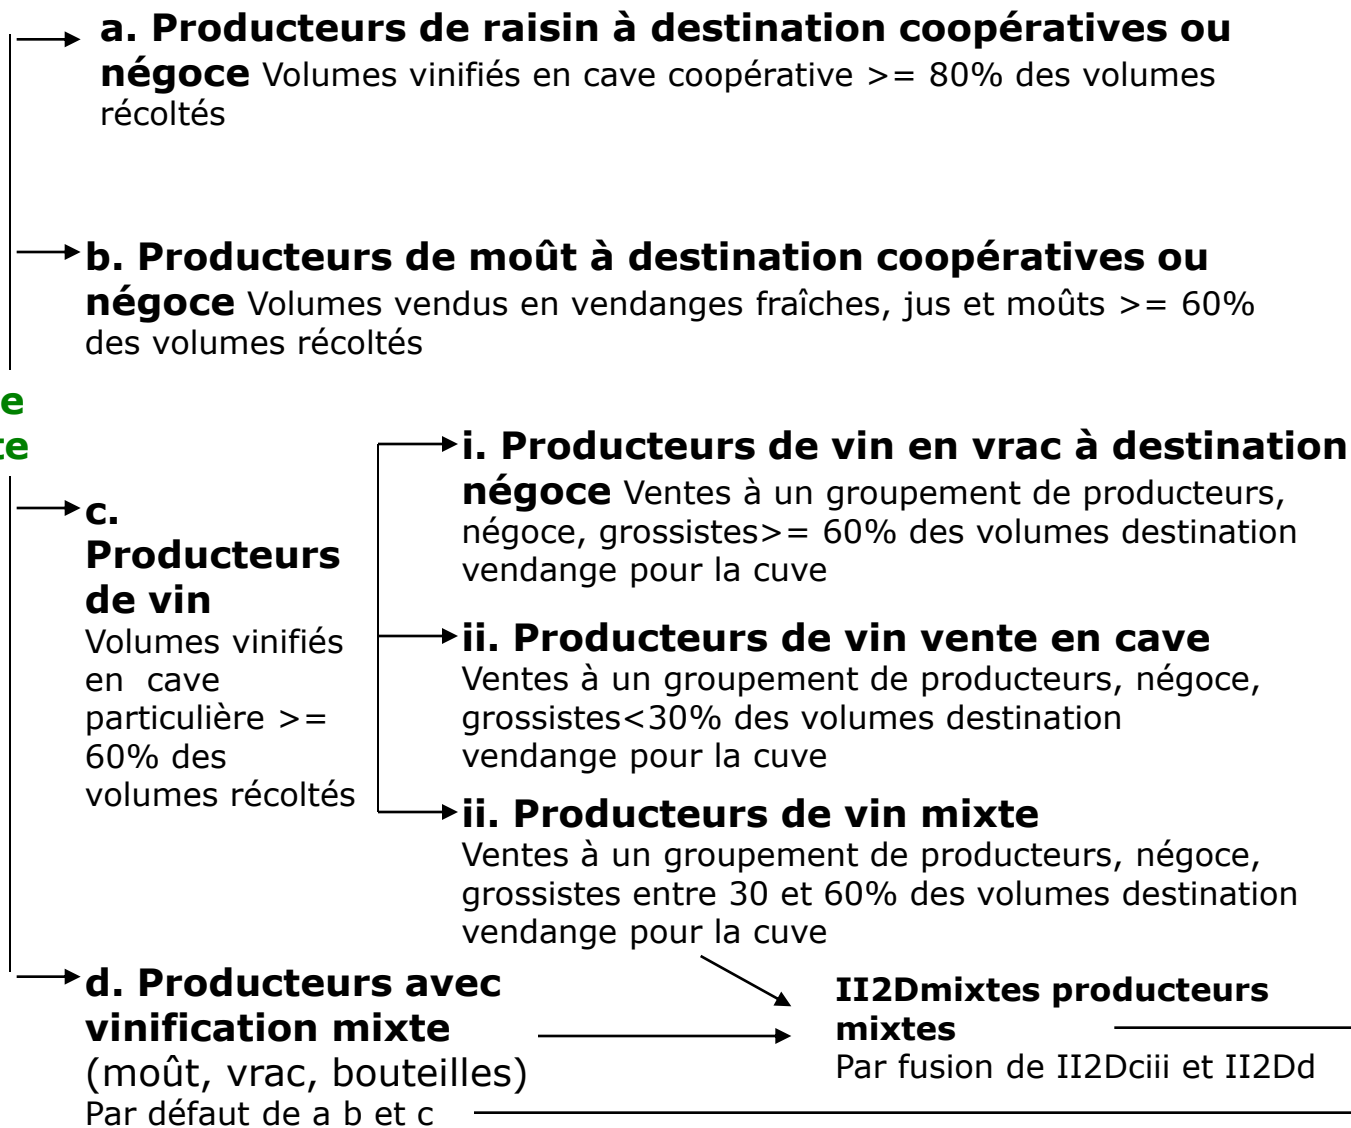 a. Producteurs de raisin à destination coopératives ou
négoce Volumes vinifiés en cave coopérative >= 80% des volumes
récoltés
b. Producteurs de moût à destination coopératives ou
négoce Volumes vendus en vendanges fraîches, jus et moûts >= 60%
des volumes récoltés
c.
Producteurs
de vin
Volumes vinifiés
en cave
particulière >=
60% des
volumes récoltés
i. Producteurs de vin en vrac à destination
négoce Ventes à un groupement de producteurs,
négoce, grossistes>= 60% des volumes destination
vendange pour la cuve
ii. Producteurs de vin vente en cave
Ventes à un groupement de producteurs, négoce,
grossistes<30% des volumes destination
vendange pour la cuve
ii. Producteurs de vin mixte
Ventes à un groupement de producteurs, négoce,
grossistes entre 30 et 60% des volumes destination
vendange pour la cuve
d. Producteurs avec
vinification mixte
(moût, vrac, bouteilles)
Par défaut de a b et c
II2Dmixtes producteurs
mixtes
Par fusion de II2Dciii et II2Dd